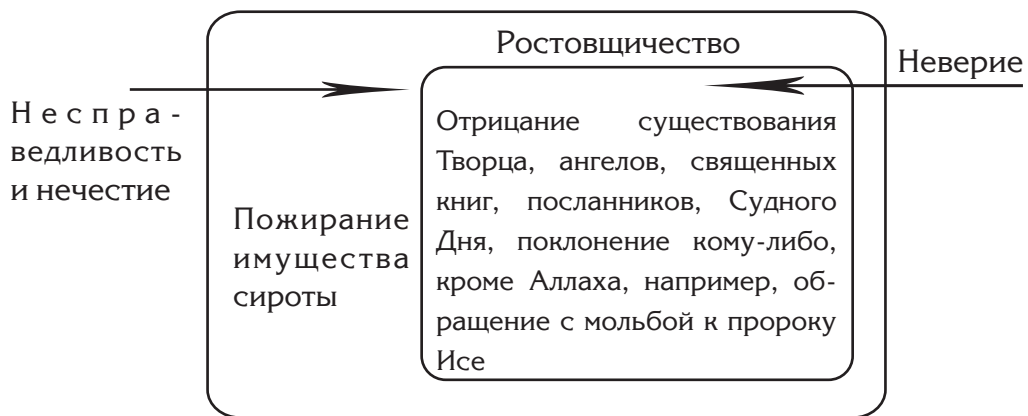 Ростовщичество
Неверие
Неспра-
ведливость
и нечестие
Отрицание существования
Творца, ангелов, священных
книг, посланников, Судного
Дня, поклонение кому-либо,
кроме Аллаха, например, об-
ращение с мольбой к пророку
Исе
Пожирание
имущества
сироты